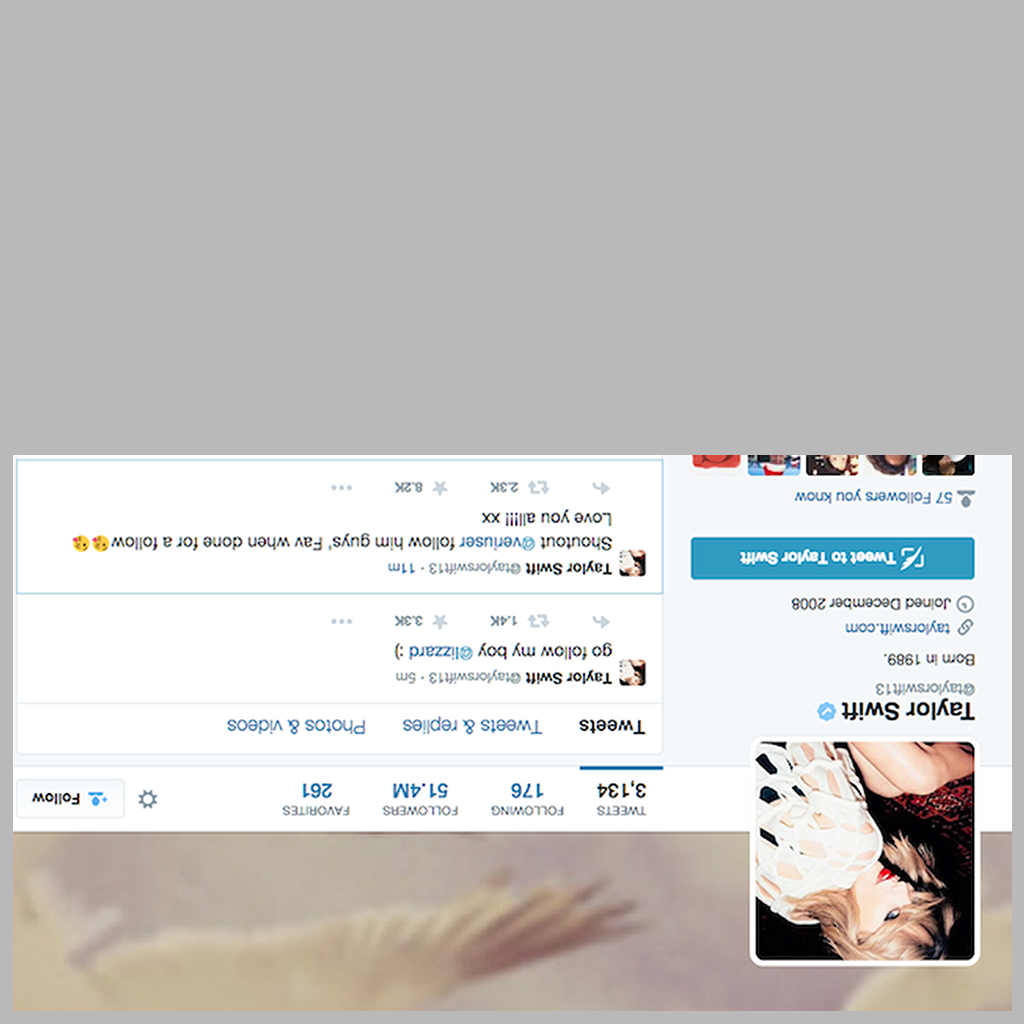 TWEETS
3,134
FOLLOWING
176
FOLLOWERS
51.4M
FAVORITES
261
Follow
Taylor Swift
@taylorswift13
Born in 1989.
taylorswift.com
Joined December 2008
Tweet to Taylor Swift
57 Followers you know
Tweets Tweets & replies Photos & videos
Taylor Swift @taylorswift13 · 5m
go follow my boy @lizzard :)
1.4K 3.3K
Taylor Swift @taylorswift13 · 11m
Shoutout @veriuser follow him guys' Fav when done for a follow😘😘
Love you all!!! xx
2.3K 8.2K